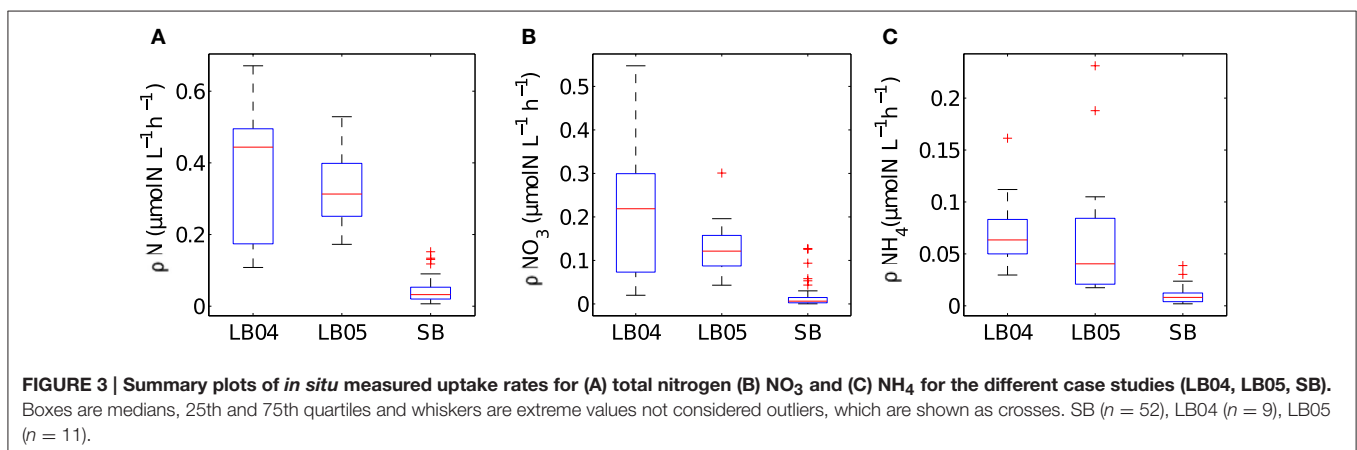 A
B
C
ρ N (μmolN L⁻¹h⁻¹)
0.6
0.4
0.2
0
LB04 LB05 SB
ρ NO₃ (μmolN L⁻¹ h⁻¹)
0.5
0.4
0.3
0.2
0.1
0
LB04 LB05 SB
ρ NH₄(μmolN L⁻¹h⁻¹)
0.2
0.15
0.1
0.05
0
LB04 LB05 SB
FIGURE 3 | Summary plots of in situ measured uptake rates for (A) total nitrogen (B) NO₃ and (C) NH₄ for the different case studies (LB04, LB05, SB).
Boxes are medians, 25th and 75th quartiles and whiskers are extreme values not considered outliers, which are shown as crosses. SB (n = 52), LB04 (n = 9), LB05
(n = 11).